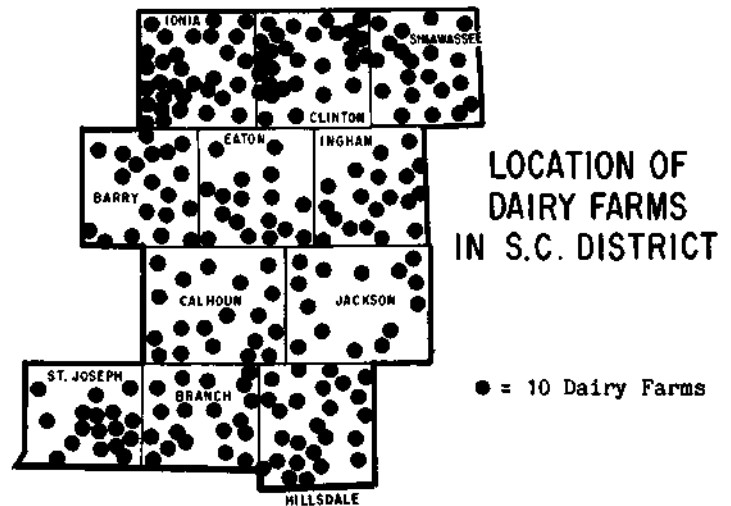 IONIA
SHIAWASSEE
CLINTON
EATON
INGHAM
BARRY
LOCATION OF
DAIRY FARMS
IN S.C. DISTRICT
CALHOUN
JACKSON
ST. JOSEPH
BRANCH
= 10 Dairy Farms
HILLSDALE